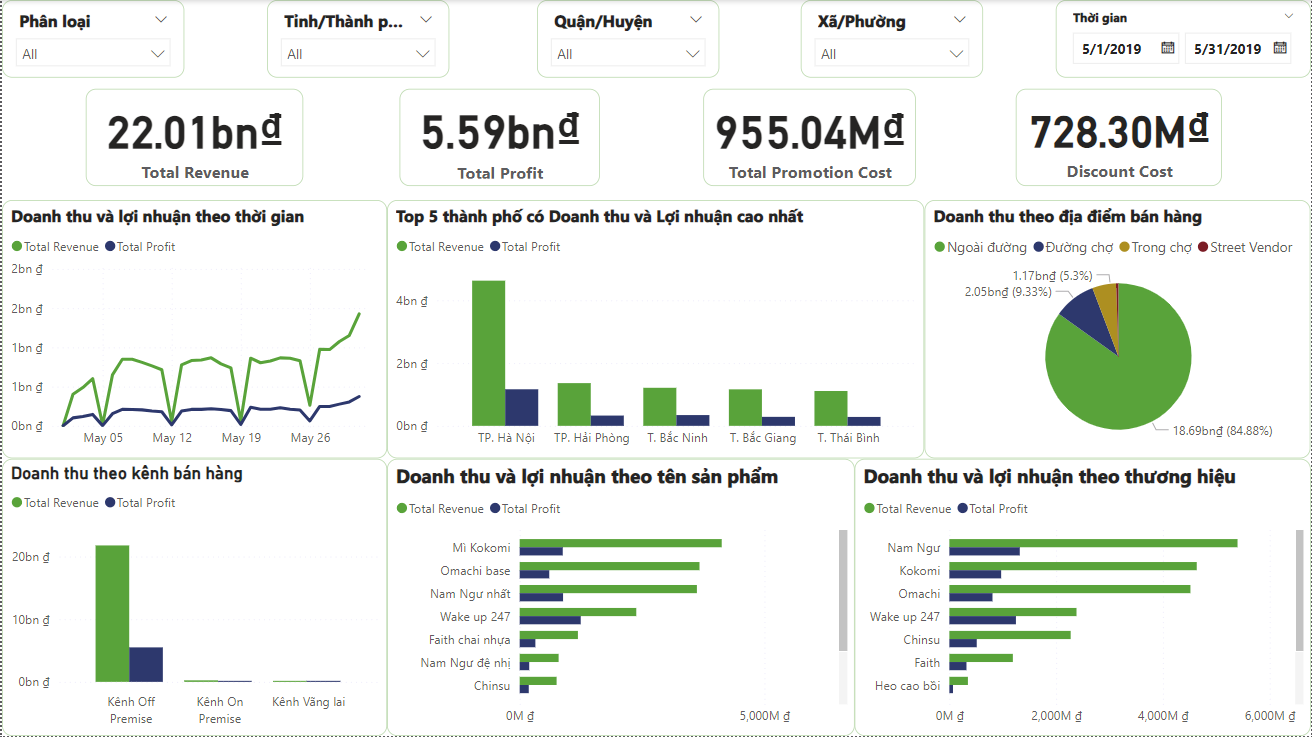 Phân loại
All
Tỉnh/Thành p...
All
Quận/Huyện
All
Xã/Phường
All
Thời gian
5/1/2019 5/31/2019
22.01bn₫
Total Revenue
5.59bn₫
Total Profit
955.04M₫
Total Promotion Cost
728.30M₫
Discount Cost
Doanh thu và lợi nhuận theo thời gian
Total Revenue Total Profit
2bn ₫
2bn ₫
1bn ₫
1bn ₫
0bn ₫
May 05 May 12 May 19 May 26
Top 5 thành phố có Doanh thu và Lợi nhuận cao nhất
Total Revenue Total Profit
4bn ₫
2bn ₫
0bn ₫
TP. Hà Nội TP. Hải Phòng T. Bắc Ninh T. Bắc Giang T. Thái Bình
Doanh thu theo địa điểm bán hàng
Ngoài đường Đường chợ Trong chợ Street Vendor
1.17bn₫ (5.3%)
2.05bn₫ (9.33%)
18.69bn₫ (84.88%)
Doanh thu theo kênh bán hàng
Total Revenue Total Profit
20bn ₫
10bn ₫
0bn ₫
Kênh Off Premise
Kênh On Premise
Kênh Vãng lai
Doanh thu và lợi nhuận theo tên sản phẩm
Total Revenue Total Profit
Mì Kokomi
Omachi base
Nam Ngư nhất
Wake up 247
Faith chai nhựa
Nam Ngư đệ nhị
Chinsu
0M ₫ 5,000M ₫
Doanh thu và lợi nhuận theo thương hiệu
Total Revenue Total Profit
Nam Ngư
Kokomi
Omachi
Wake up 247
Chinsu
Faith
Heo cao bồi
0M ₫ 2,000M ₫ 4,000M ₫ 6,000M ₫